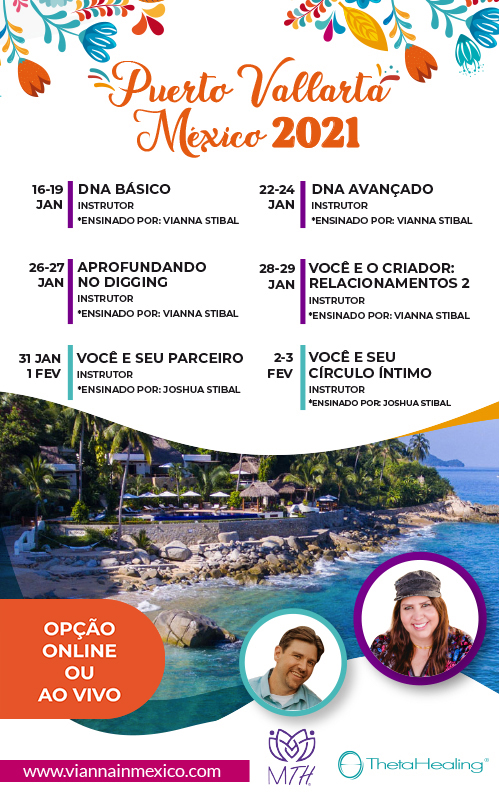 Puerto Vallarta
México 2021
16-19
JAN
DNA BÁSICO
INSTRUTOR
*ENSINADO POR: VIANNA STIBAL
22-24
JAN
DNA AVANÇADO
INSTRUTOR
*ENSINADO POR: VIANNA STIBAL
26-27
JAN
APROFUNDANDO
NO DIGGING
INSTRUTOR
*ENSINADO POR: VIANNA STIBAL
28-29
JAN
VOCÊ E O CRIADOR:
RELACIONAMENTOS 2
INSTRUTOR
*ENSINADO POR: VIANNA STIBAL
31 JAN
1 FEV
VOCÊ E SEU PARCEIRO
INSTRUTOR
*ENSINADO POR: JOSHUA STIBAL
2-3
FEV
VOCÊ E SEU
CÍRCULO ÍNTIMO
INSTRUTOR
*ENSINADO POR: JOSHUA STIBAL
OPÇÃO
ONLINE
OU
AO VIVO
www.viannainmexico.com
MTH
ThetaHealing®